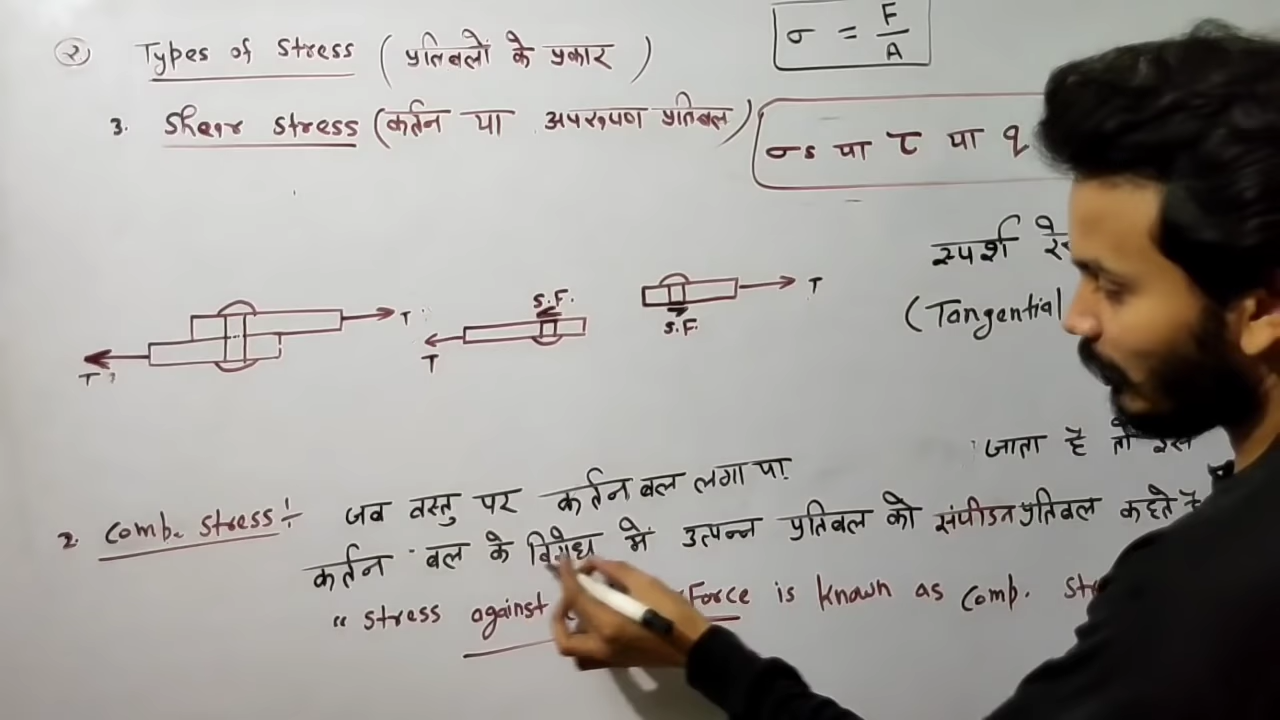 २ Types of Stress (प्रतिबलों के प्रकार)
σ = F/A
3. Shear stress (कर्तन या अपरुपण प्रतिबल)
σs या τ या q
स्पर्श
(Tangential
T T
S.F.
T
S.F.
T
जाता है तो
2. Comb. stress :- जब वस्तु पर कर्तन बल लगाया
कर्तन बल के विरोध में उत्पन्न प्रतिबल को संपीडन प्रतिबल कहते है
" stress against Force is known as comp.